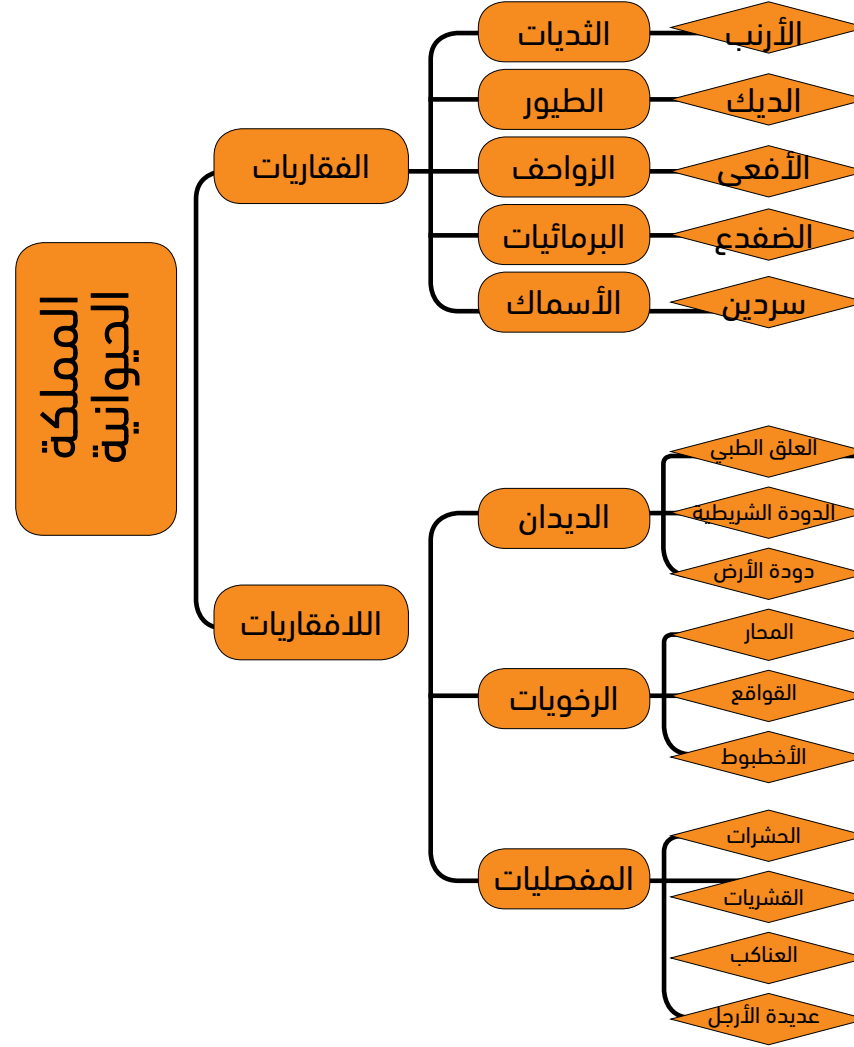 المملكة
الحيوانية
الفقاريات
الثديات
الأرنب
الطيور
الديك
الزواحف
الأفعى
البرمائيات
الضفدع
الأسماك
سردين
اللافقاريات
الديدان
العلق الطبي
الدودة الشريطية
دودة الأرض
الرخويات
المحار
القواقع
الأخطبوط
المفصليات
الحشرات
القشريات
العناكب
عديدة الأرجل